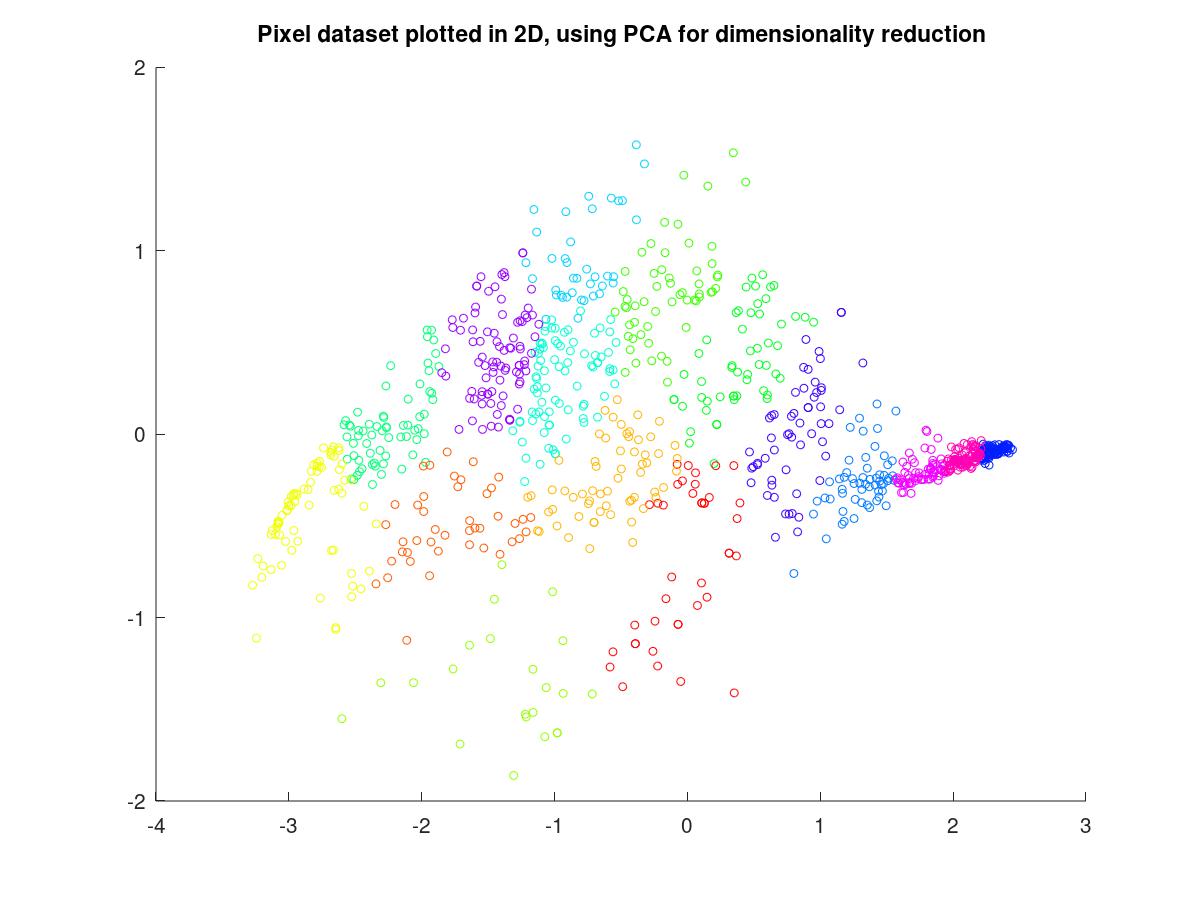 Pixel dataset plotted in 2D, using PCA for dimensionality reduction
2
1
0
-1
-2
-4 -3 -2 -1 0 1 2 3